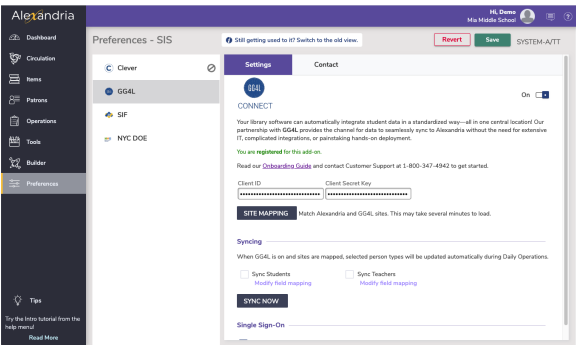 Alexandria
Hi, Demo
Mia Middle School
Dashboard
Circulation
Items
Patrons
Operations
Tools
Builder
Preferences
Tips
Try the Intro tutorial from the
help menu!
Read More
Preferences - SIS
Still getting used to it? Switch to the old view.
Revert
Save
SYSTEM-A/TT
Clever
GG4L
SIF
NYC DOE
Settings
Contact
GG4L
CONNECT
On
Your library software can automatically integrate student data in a standardized way—all in one central location! Our
partnership with GG4L provides the channel for data to seamlessly sync to Alexandria without the need for extensive
IT, complicated integrations, or painstaking hands-on deployment.
You are registered for this add-on.
Read our Onboarding Guide and contact Customer Support at 1-800-347-4942 to get started.
Client ID
Client Secret Key
SITE MAPPING
Match Alexandria and GG4L sites. This may take several minutes to load.
Syncing
When GG4L is on and sites are mapped, selected person types will be updated automatically during Daily Operations.
Sync Students
Modify field mapping
Sync Teachers
Modify field mapping
SYNC NOW
Single Sign-On